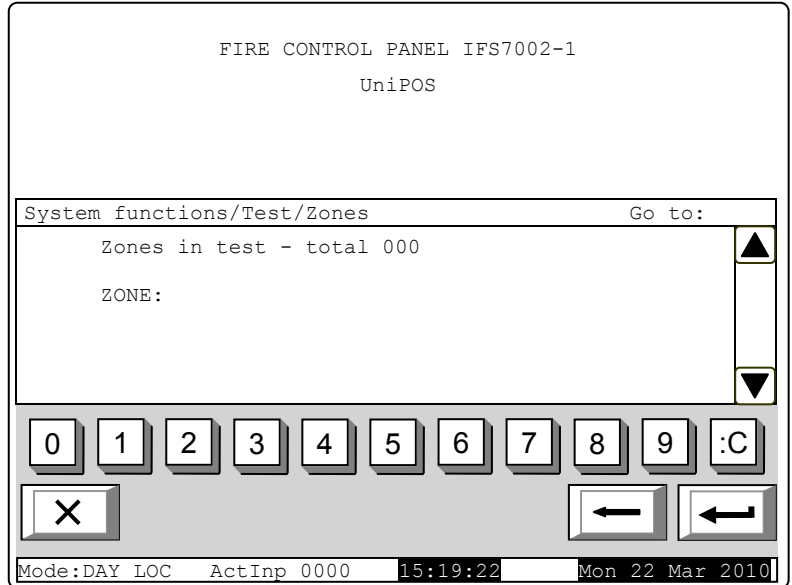 FIRE CONTROL PANEL IFS7002-1
UniPOS
System functions/Test/Zones Go to:
Zones in test - total 000
ZONE:
0 1 2 3 4 5 6 7 8 9 :C
Mode:DAY LOC ActInp 0000 15:19:22 Mon 22 Mar 2010